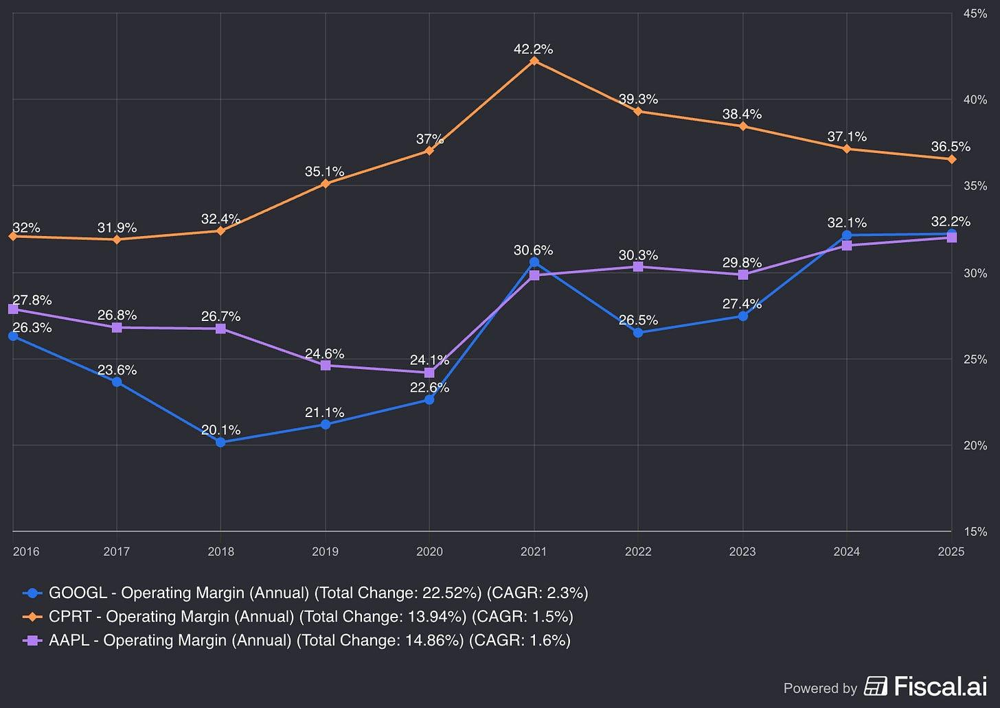 45%
42.2%
40%
39.3%
38.4%
37.1%
37%
36.5%
35.1%
35%
32% 31.9% 32.4% 32.1% 32.2%
30.6% 30.3% 29.8%
30%
27.8% 26.8% 26.7% 27.4%
26.3% 26.5%
24.6% 24.1% 25%
23.6% 22.6%
20.1% 21.1%
20%
15%
2016 2017 2018 2019 2020 2021 2022 2023 2024 2025
GOOGL - Operating Margin (Annual) (Total Change: 22.52%) (CAGR: 2.3%)
CPRT - Operating Margin (Annual) (Total Change: 13.94%) (CAGR: 1.5%)
AAPL - Operating Margin (Annual) (Total Change: 14.86%) (CAGR: 1.6%)
Powered by Fiscal.ai